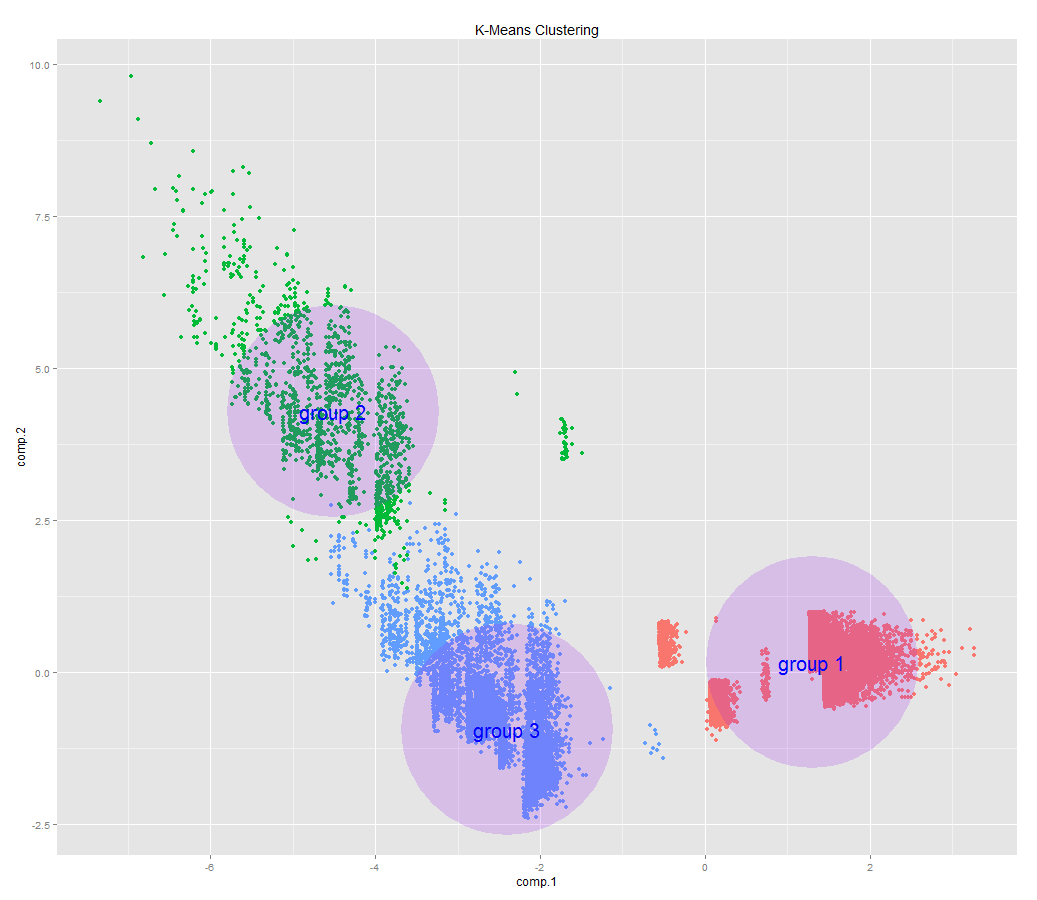 K-Means Clustering
10.0
7.5
5.0
2.5
0.0
-2.5
comp.2
group 2
group 1
group 3
-6 -4 -2 0 2
comp.1